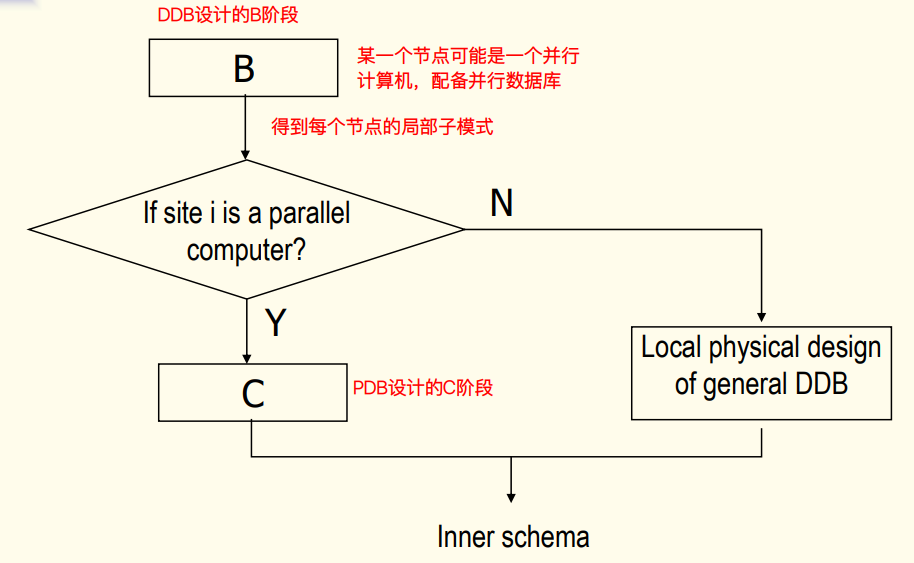 DDB设计的B阶段
B
某一个节点可能是一个并行
计算机，配备并行数据库
得到每个节点的局部子模式
If site i is a parallel
computer?
N
Y
Local physical design
of general DDB
C
PDB设计的C阶段
Inner schema